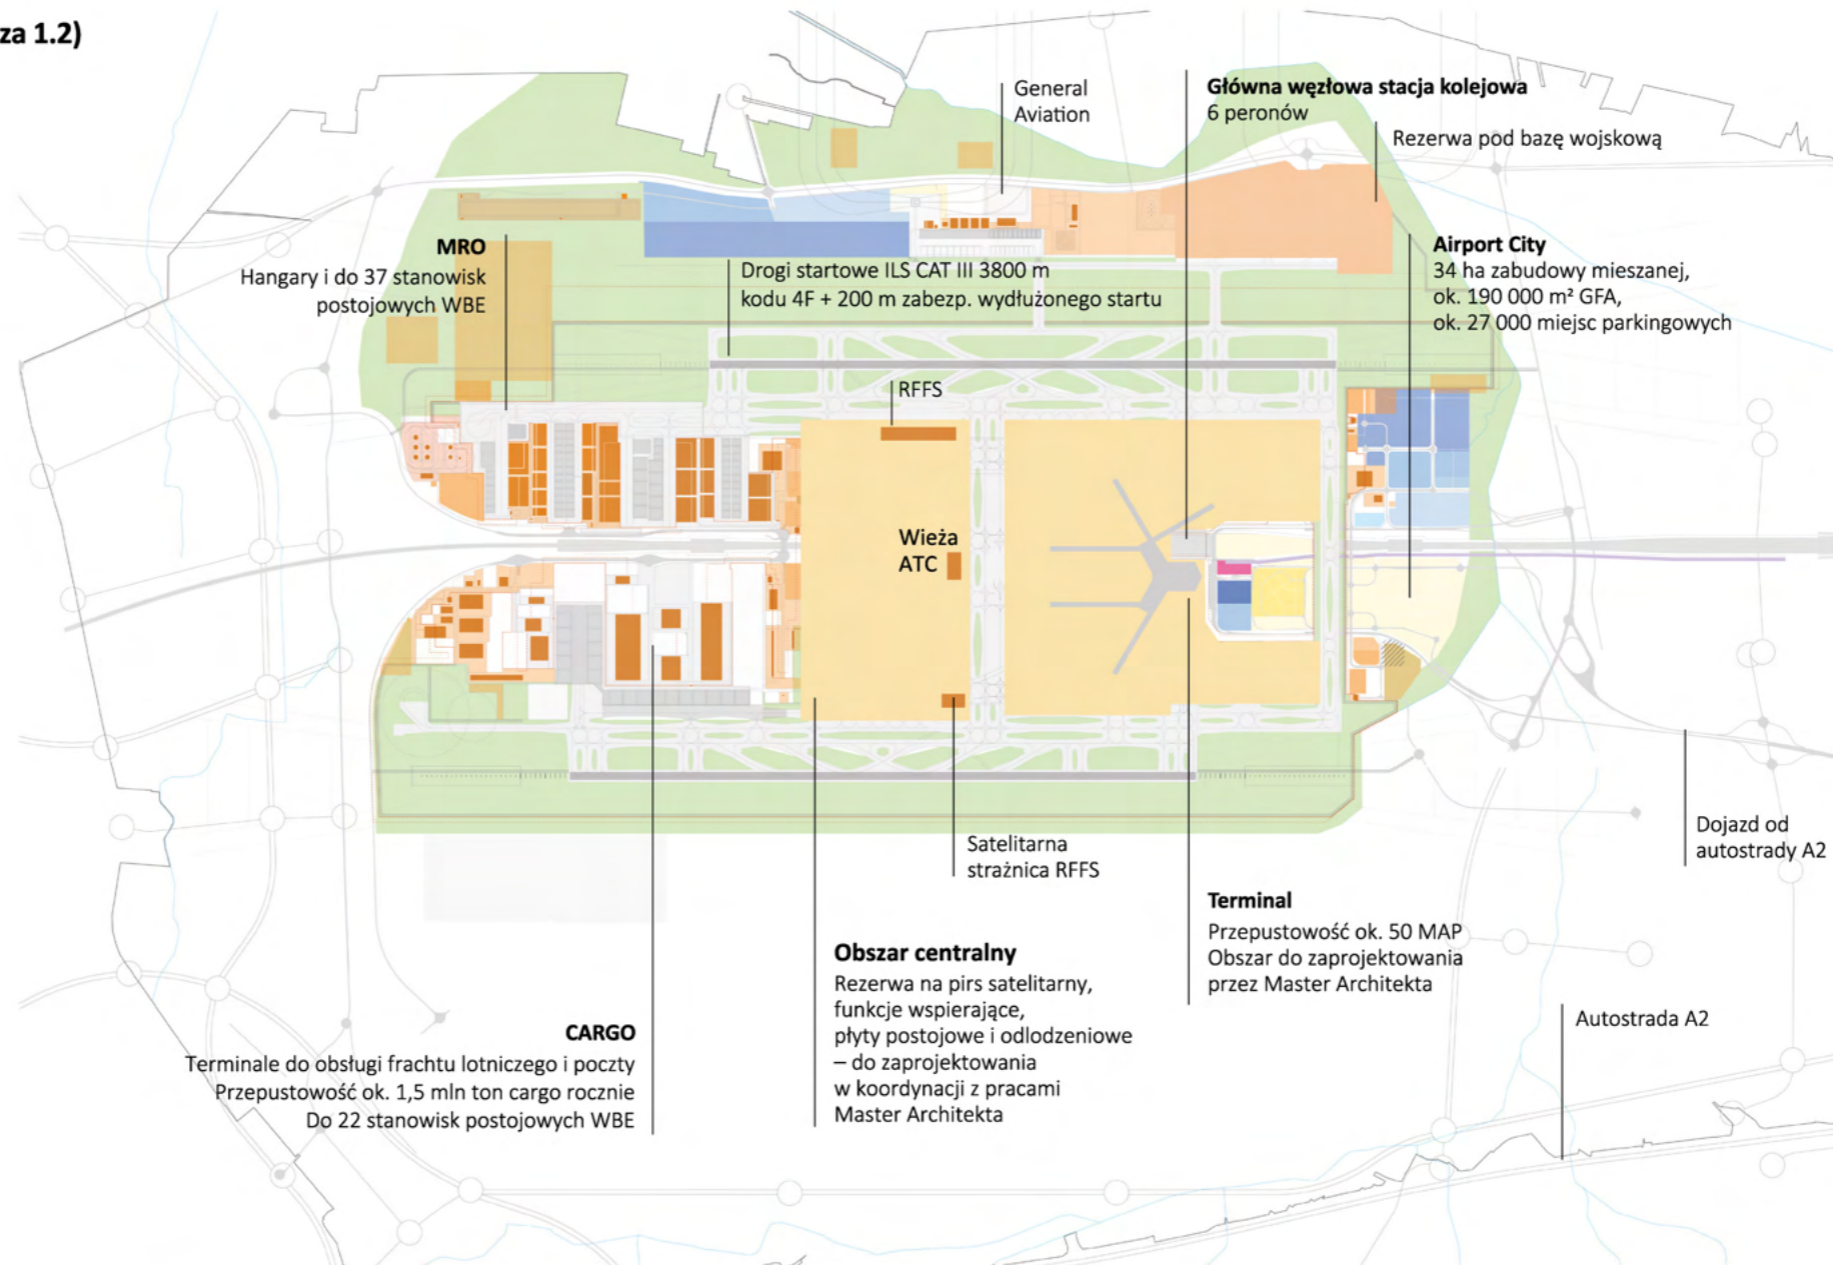 za 1.2)
General
Aviation
Główna węzłowa stacja kolejowa
6 peronów
Rezerwa pod bazę wojskową
MRO
Hangary i do 37 stanowisk
postojowych WBE
Drogi startowe ILS CAT III 3800 m
kodu 4F + 200 m zabezp. wydłużonego startu
Airport City
34 ha zabudowy mieszanej,
ok. 190 000 m² GFA,
ok. 27 000 miejsc parkingowych
RFFS
Wieża
ATC
Satelitarna
strażnica RFFS
Dojazd od
autostrady A2
Terminal
Przepustowość ok. 50 MAP
Obszar do zaprojektowania
przez Master Architekta
Obszar centralny
Rezerwa na pirs satelitarny,
funkcje wspierające,
płyty postojowe i odlodzeniowe
– do zaprojektowania
w koordynacji z pracami
Master Architekta
CARGO
Terminale do obsługi frachtu lotniczego i poczty
Przepustowość ok. 1,5 mln ton cargo rocznie
Do 22 stanowisk postojowych WBE
Autostrada A2